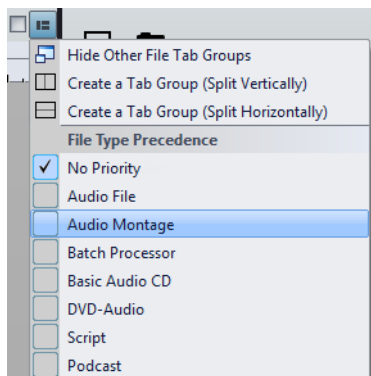 Hide Other File Tab Groups
Create a Tab Group (Split Vertically)
Create a Tab Group (Split Horizontally)
File Type Precedence
No Priority
Audio File
Audio Montage
Batch Processor
Basic Audio CD
DVD-Audio
Script
Podcast